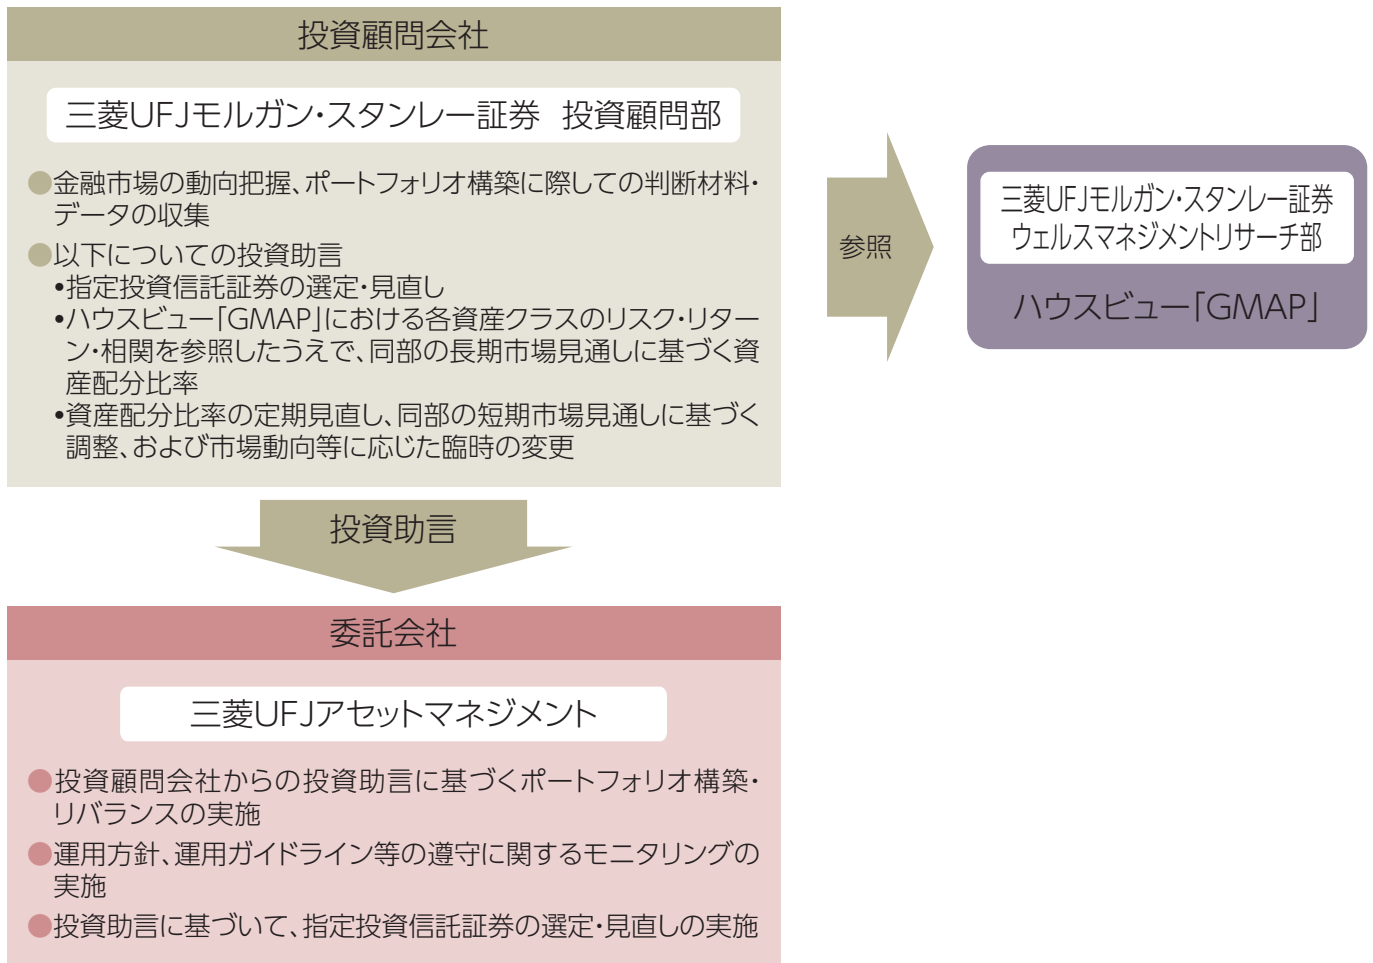 投資顧問会社
三菱UFJモルガン・スタンレー証券 投資顧問部
●金融市場の動向把握、ポートフォリオ構築に際しての判断材料・
データの収集
●以下についての投資助言
•指定投資信託証券の選定・見直し
•ハウスビュー「GMAP」における各資産クラスのリスク・リター
ン・相関を参照したうえで、同部の長期市場見通しに基づく資
産配分比率
•資産配分比率の定期見直し、同部の短期市場見通しに基づく
調整、および市場動向等に応じた臨時の変更
参照
三菱UFJモルガン・スタンレー証券
ウェルスマネジメントリサーチ部
ハウスビュー「GMAP」
投資助言
委託会社
三菱UFJアセットマネジメント
●投資顧問会社からの投資助言に基づくポートフォリオ構築・
リバランスの実施
●運用方針、運用ガイドライン等の遵守に関するモニタリングの
実施
●投資助言に基づいて、指定投資信託証券の選定・見直しの実施